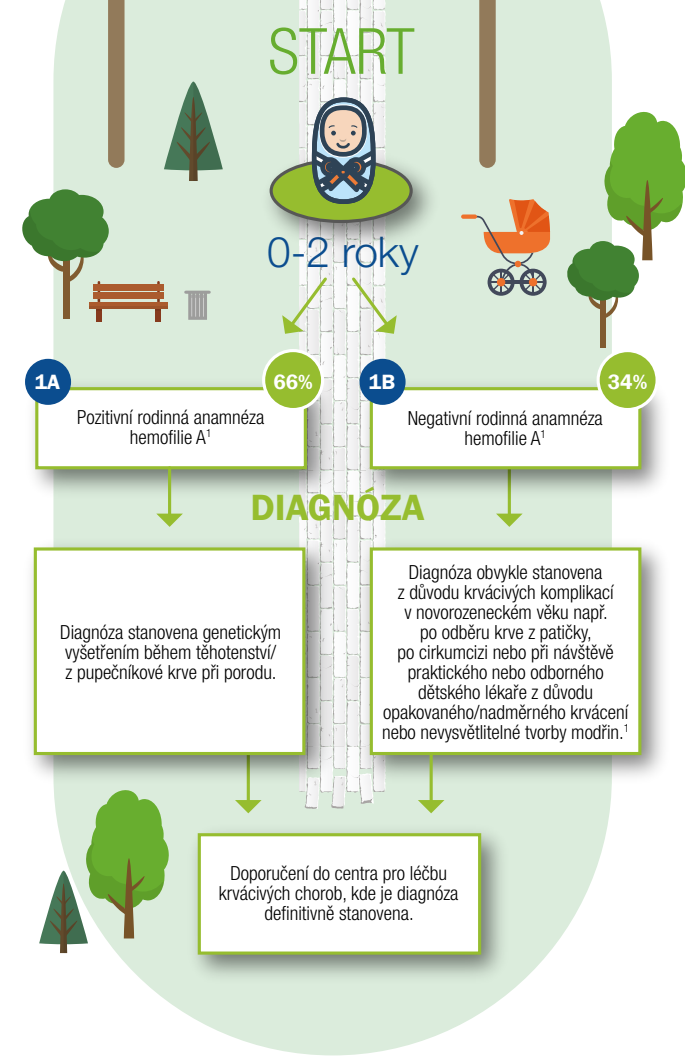 START
0-2 roky
1A
66%
Pozitivní rodinná anamnéza
hemofilie A1
1B
34%
Negativní rodinná anamnéza
hemofilie A1
DIAGNÓZA
Diagnóza stanovena genetickým
vyšetřením během těhotenství/
z pupečníkové krve při porodu.
Diagnóza obvykle stanovena
z důvodu krvácivých komplikací
v novorozeneckém věku např.
po odběru krve z patičky,
po cirkumcizi nebo při návštěvě
praktického nebo odborného
dětského lékaře z důvodu
opakovaného/nadměrného krvácení
nebo nevysvětlitelné tvorby modřin.1
Doporučení do centra pro léčbu
krvácivých chorob, kde je diagnóza
definitivně stanovena.